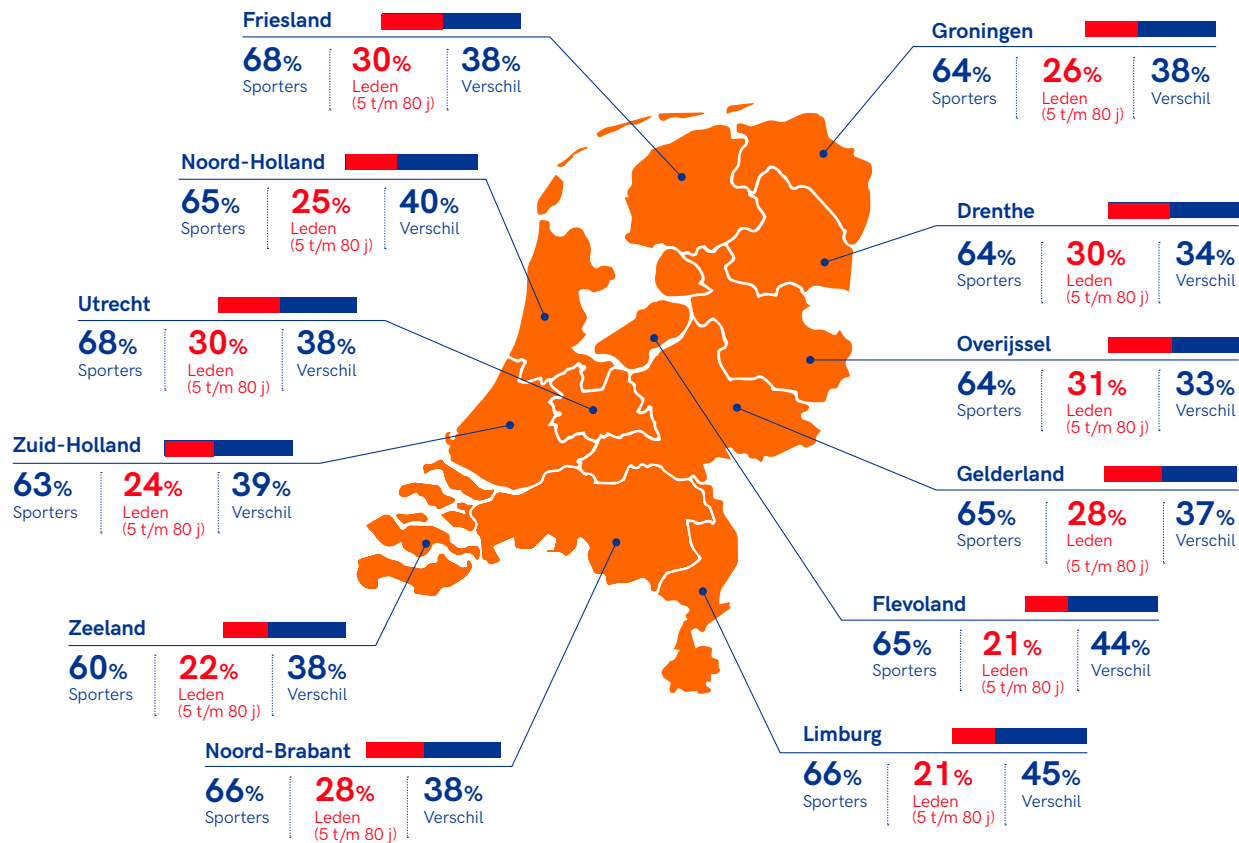 Friesland
68% 30% 38%
Sporters Leden Verschil
(5 t/m 80 j)
Groningen
64% 26% 38%
Sporters Leden Verschil
(5 t/m 80 j)
Noord-Holland
65% 25% 40%
Sporters Leden Verschil
(5 t/m 80 j)
Drenthe
64% 30% 34%
Sporters Leden Verschil
(5 t/m 80 j)
Utrecht
68% 30% 38%
Sporters Leden Verschil
(5 t/m 80 j)
Overijssel
64% 31% 33%
Sporters Leden Verschil
(5 t/m 80 j)
Zuid-Holland
63% 24% 39%
Sporters Leden Verschil
(5 t/m 80 j)
Gelderland
65% 28% 37%
Sporters Leden Verschil
(5 t/m 80 j)
Flevoland
65% 21% 44%
Sporters Leden Verschil
(5 t/m 80 j)
Zeeland
60% 22% 38%
Sporters Leden Verschil
(5 t/m 80 j)
Limburg
66% 21% 45%
Sporters Leden Verschil
(5 t/m 80 j)
Noord-Brabant
66% 28% 38%
Sporters Leden Verschil
(5 t/m 80 j)